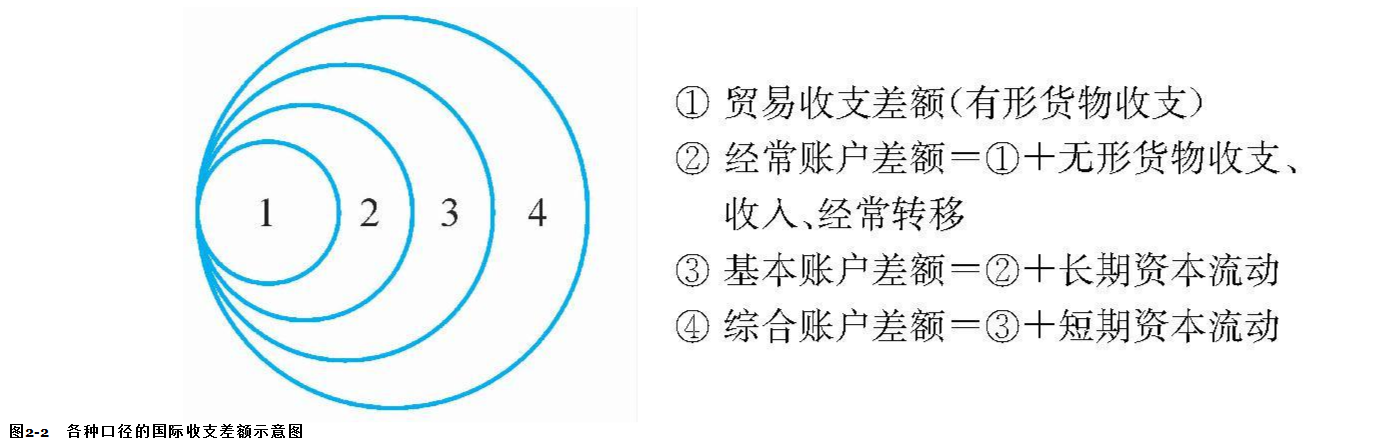 1 2 3 4
① 贸易收支差额(有形货物收支)
② 经常账户差额=①+无形货物收支、
收入、经常转移
③ 基本账户差额=②+长期资本流动
④ 综合账户差额=③+短期资本流动
图2-2 各种口径的国际收支差额示意图